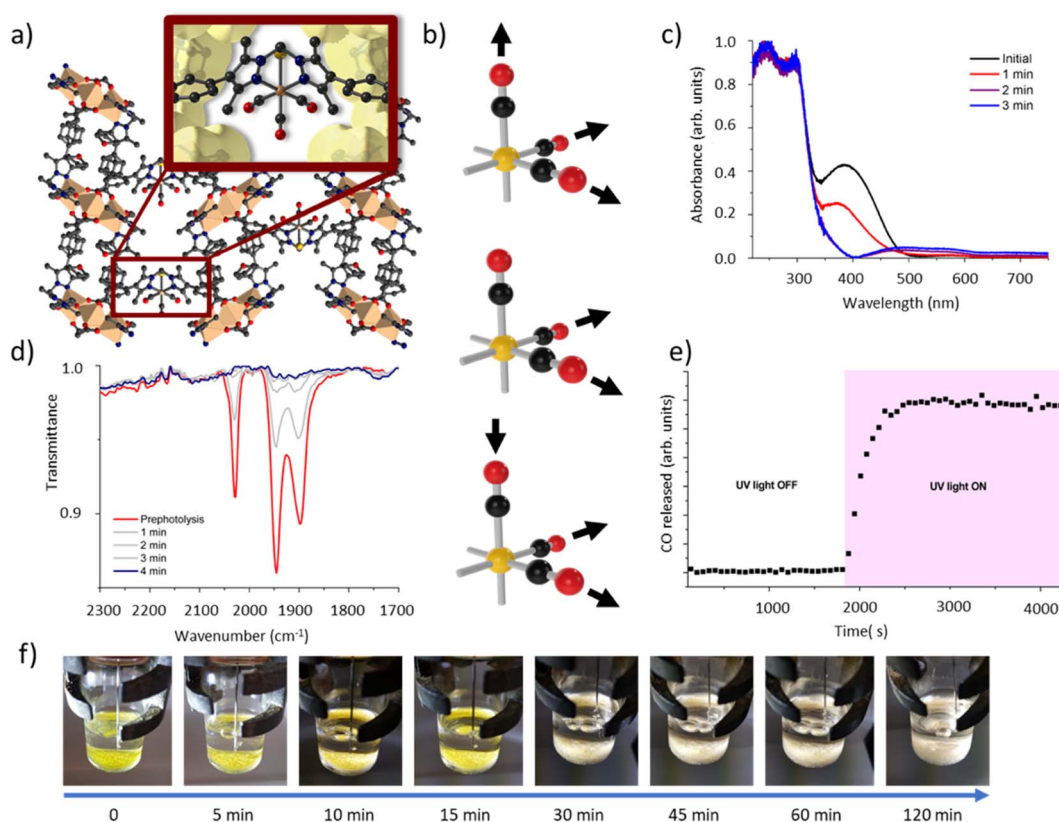 a)
b)
c)
1.0
0.8
0.6
0.4
0.2
0.0
Absorbance (arb. units)
Initial
1 min
2 min
3 min
300
400
500
600
700
Wavelength (nm)
d)
1.0
0.9
Transmittance
Prephotolysis
1 min
2 min
3 min
4 min
2300
2200
2100
2000
1900
1800
1700
Wavenumber (cm⁻¹)
e)
CO released (arb. units)
UV light OFF
UV light ON
1000
2000
3000
4000
Time( s)
f)
0
5 min
10 min
15 min
30 min
45 min
60 min
120 min